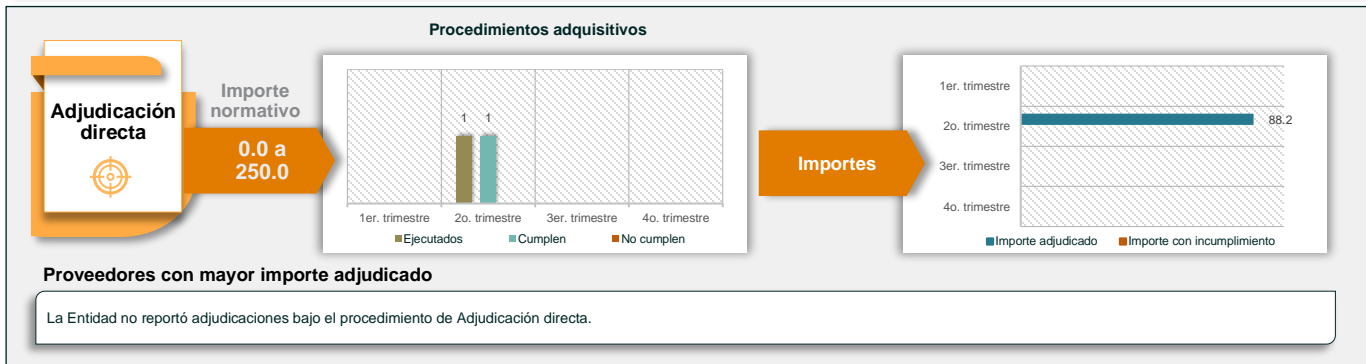 Procedimientos adquisitivos
Adjudicación
directa
Importe
normativo
0.0 a
250.0
1 1
1er. trimestre 2o. trimestre 3er. trimestre 4o. trimestre
Ejecutados Cumplen No cumplen
Importes
1er. trimestre
2o. trimestre 88.2
3er. trimestre
4o. trimestre
Importe adjudicado Importe con incumplimiento
Proveedores con mayor importe adjudicado
La Entidad no reportó adjudicaciones bajo el procedimiento de Adjudicación directa.